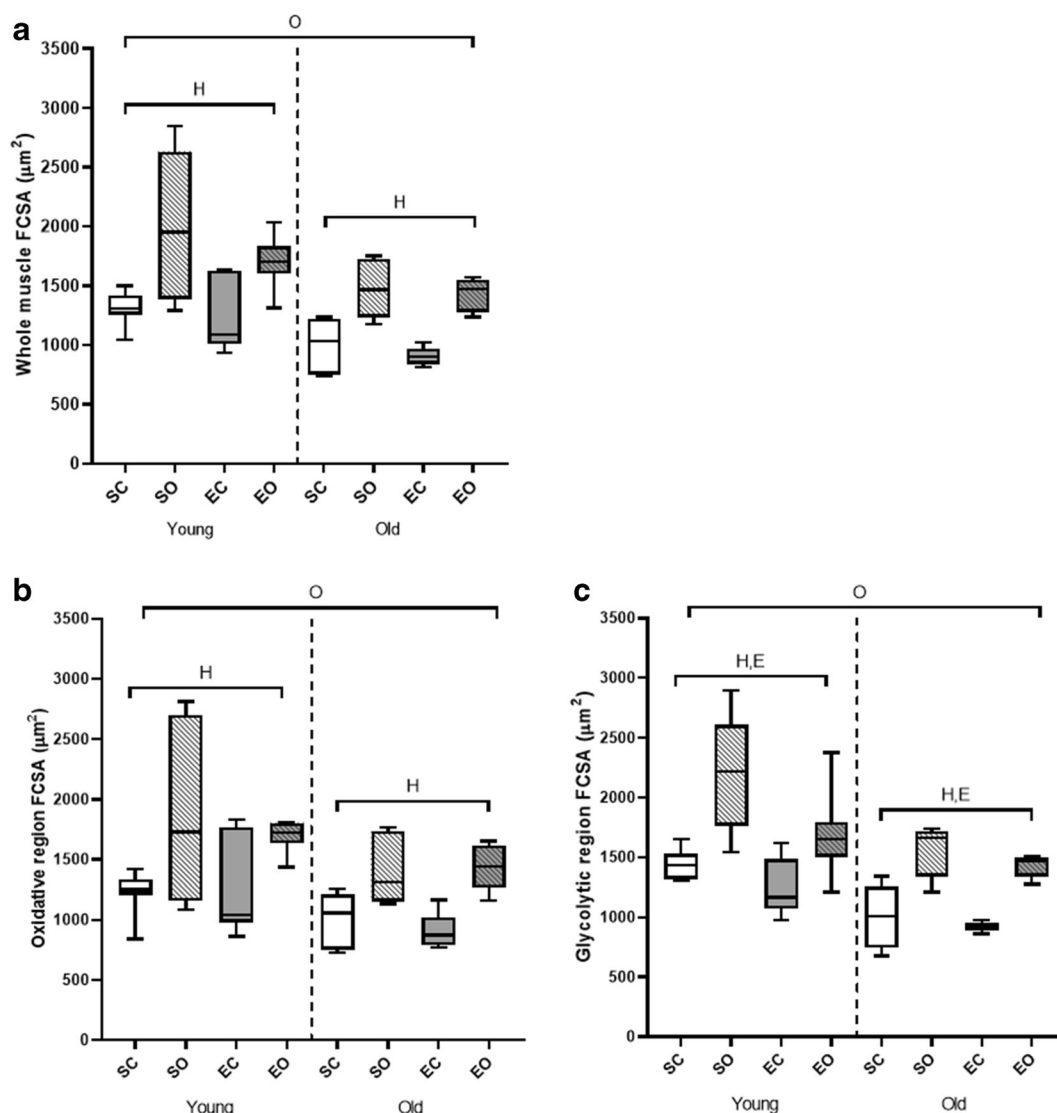 a
O
H
H
Whole muscle FCSA (μm²)
3500
3000
2500
2000
1500
1000
500
0
SC SO EC EO SC SO EC EO
Young Old
b
O
H
H
Oxidative region FCSA (μm²)
3500
3000
2500
2000
1500
1000
500
0
SC SO EC EO SC SO EC EO
Young Old
c
O
H,E
H,E
Glycolytic region FCSA (μm²)
3500
3000
2500
2000
1500
1000
500
0
SC SO EC EO SC SO EC EO
Young Old